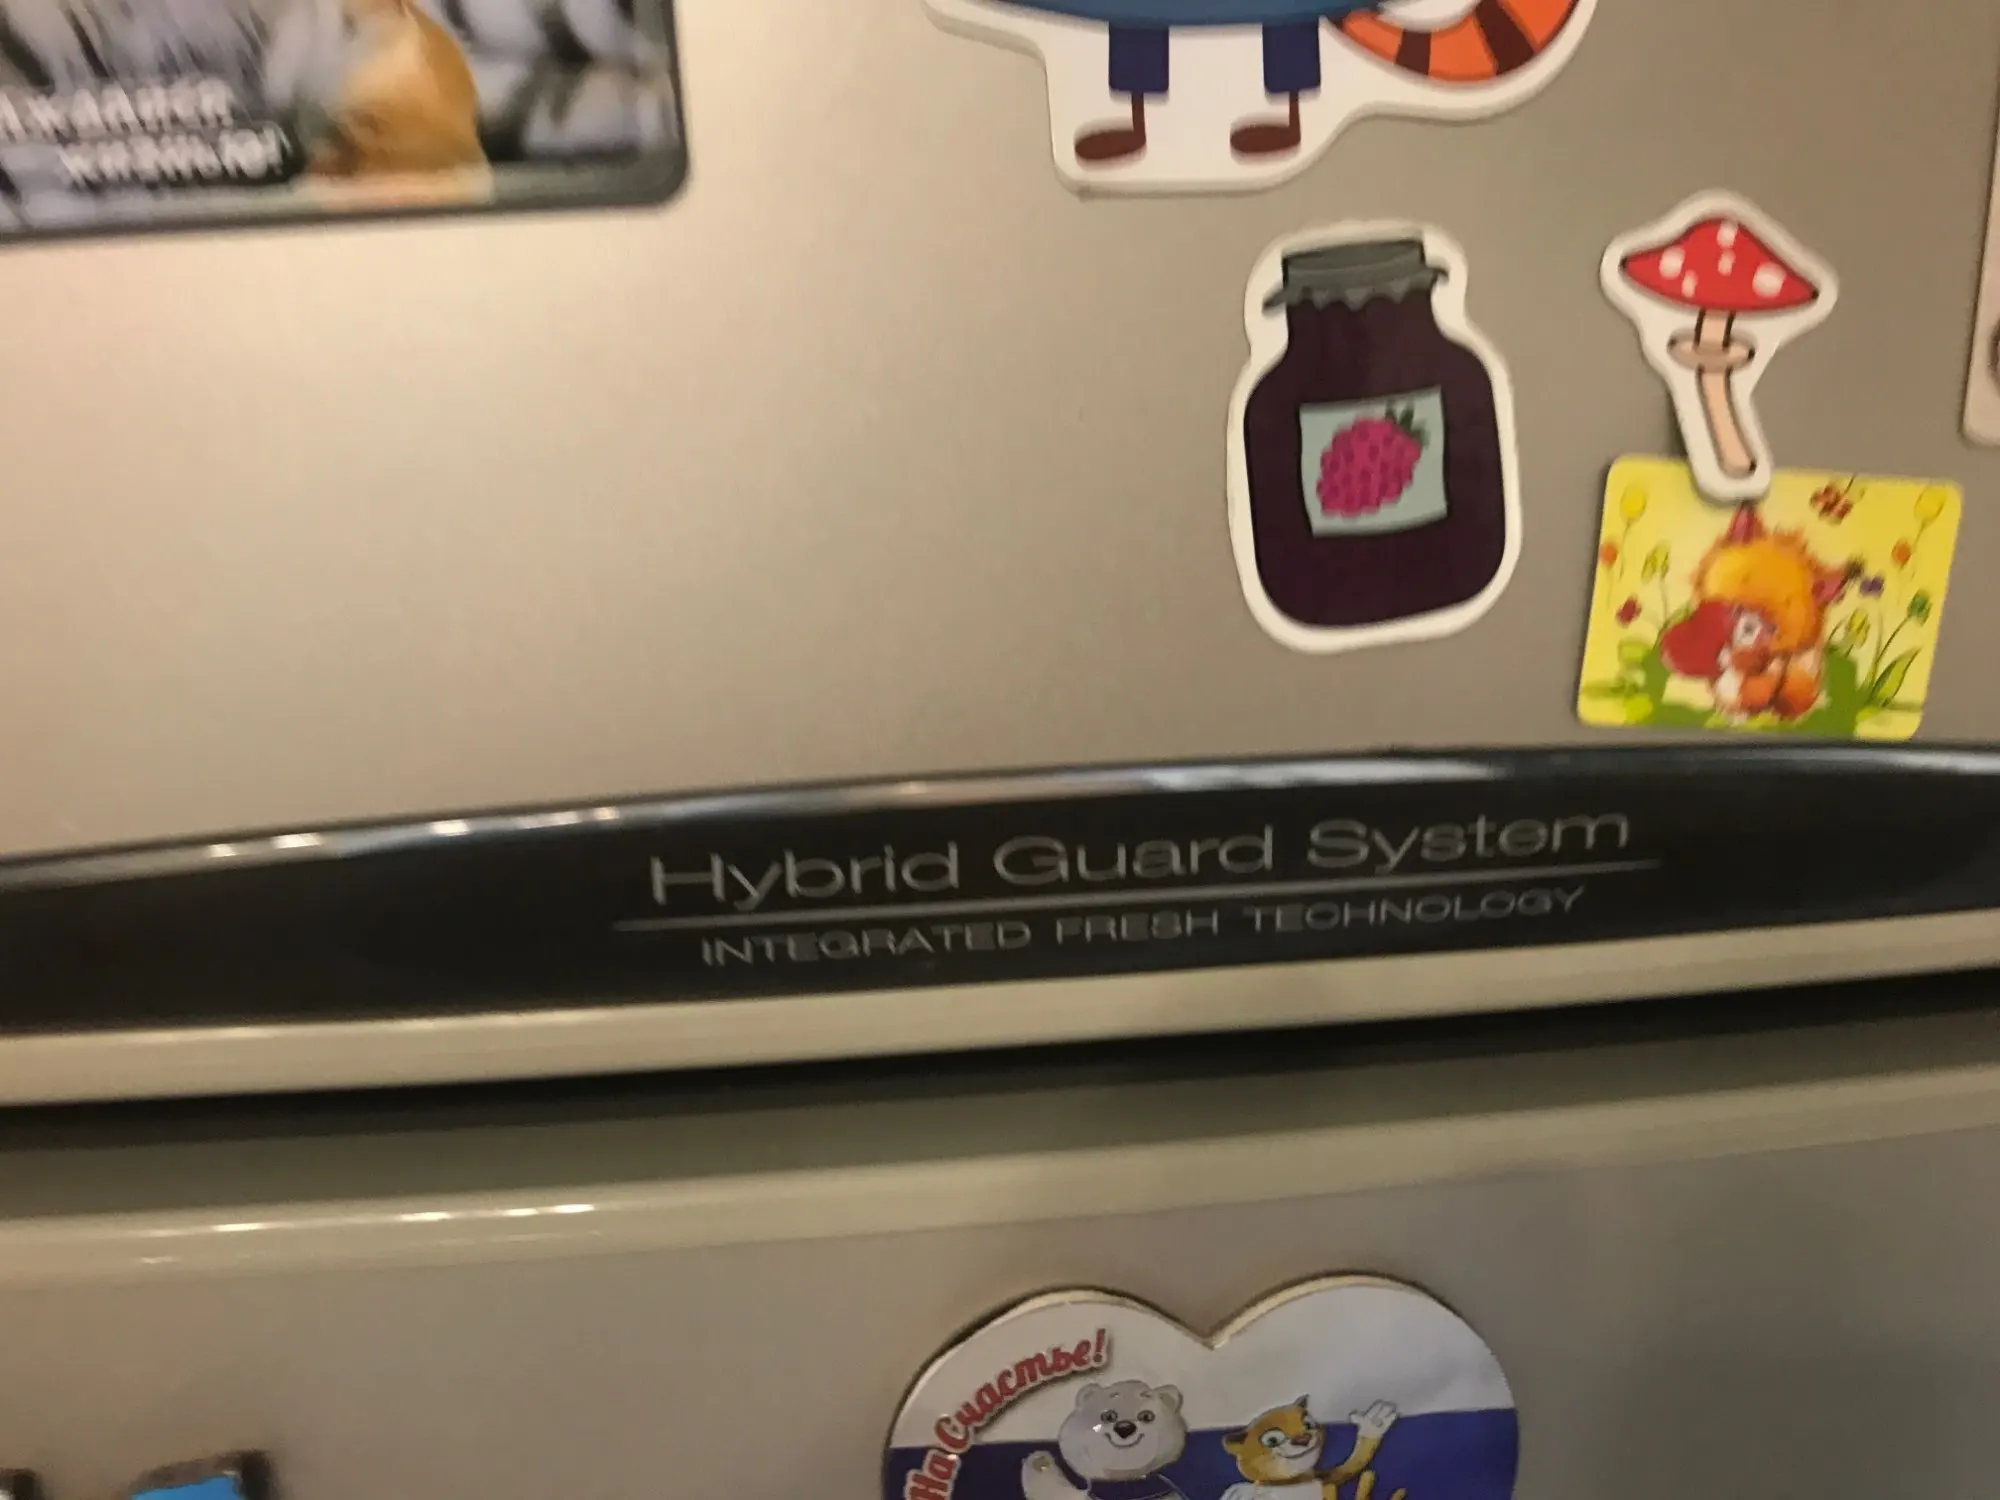 Hybrid Guard System
INTEGRATED FRESH TECHNOLOGY
На Счастье!